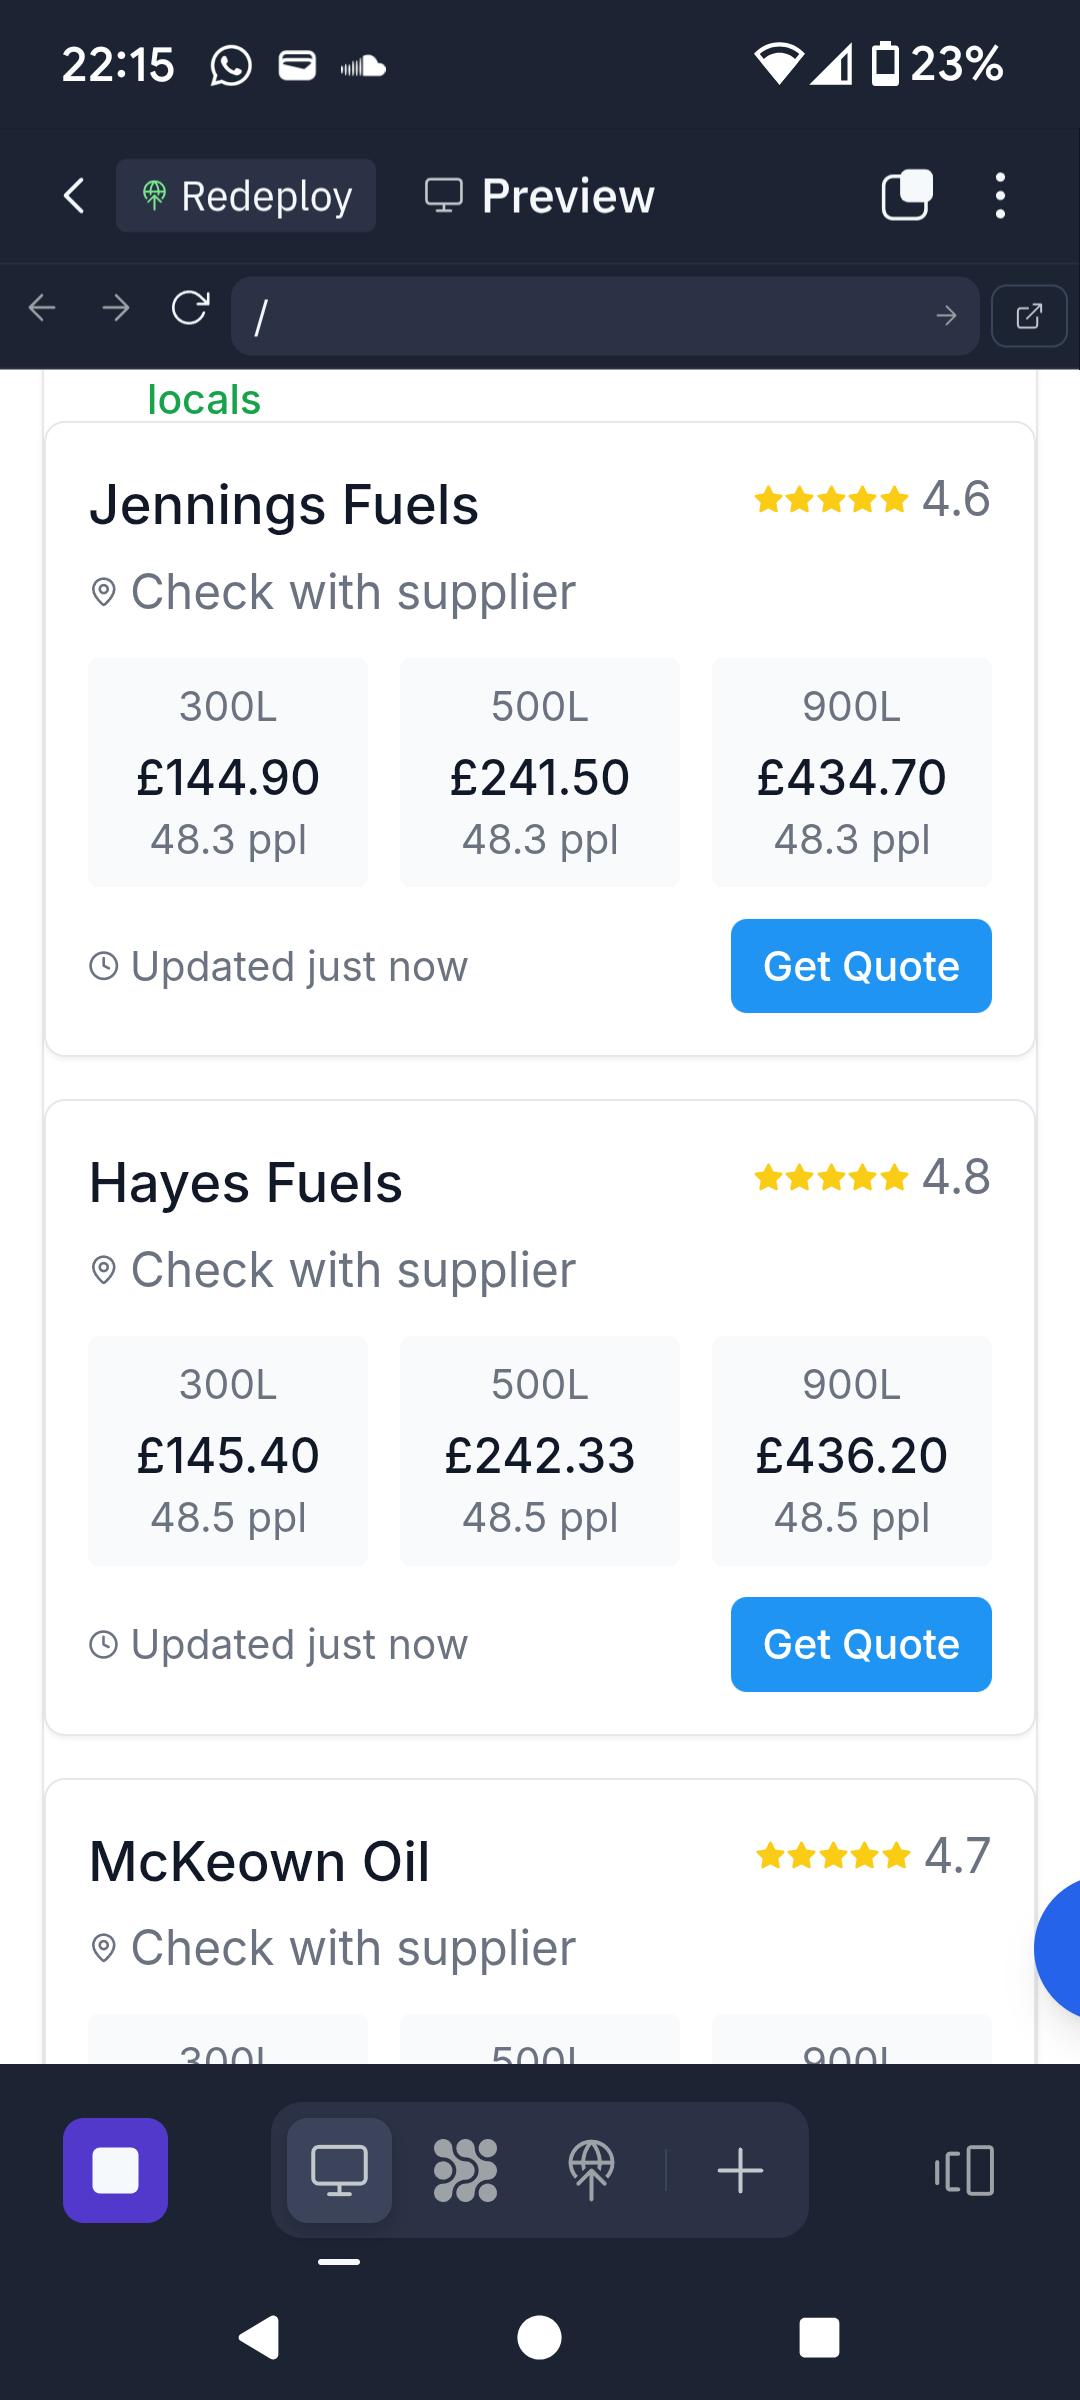 22:15 23%
Redeploy Preview
/
locals
Jennings Fuels 4.6
Check with supplier
300L 500L 900L
£144.90 £241.50 £434.70
48.3 ppl 48.3 ppl 48.3 ppl
Updated just now Get Quote
Hayes Fuels 4.8
Check with supplier
300L 500L 900L
£145.40 £242.33 £436.20
48.5 ppl 48.5 ppl 48.5 ppl
Updated just now Get Quote
McKeown Oil 4.7
Check with supplier
300L 500L 900L